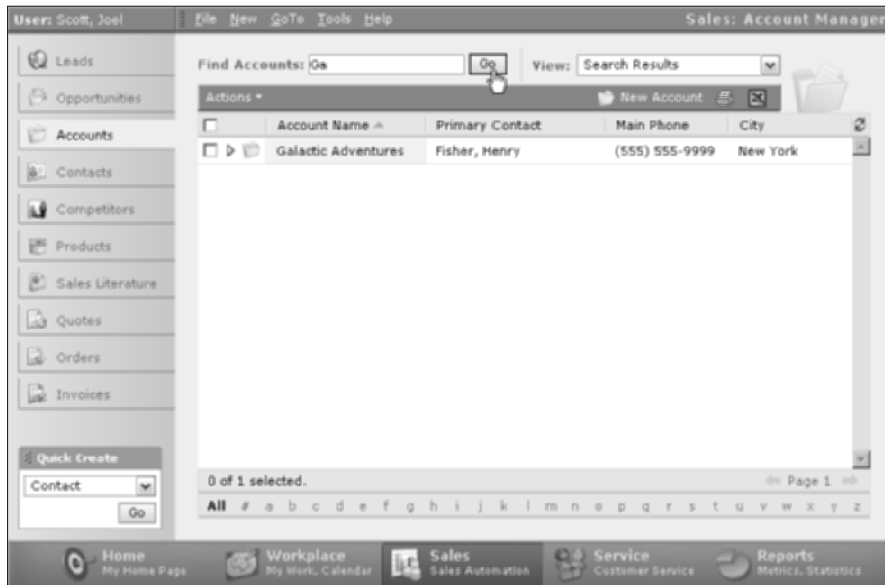 User: Scott, Joel
File New GoTo Tools Help
Sales: Account Manager
Leads
Opportunities
Accounts
Contacts
Competitors
Products
Sales Literature
Quotes
Orders
Invoices
Quick Create
Contact
Go
Find Accounts: Ga
Go
View: Search Results
Actions
New Account
Account Name Primary Contact Main Phone City
Galactic Adventures Fisher, Henry (555) 555-9999 New York
0 of 1 selected.
Page 1
All # a b c d e f g h i j k l m n o p q r s t u v w x y z
Home
My Home Page
Workplace
My Work, Calendar
Sales
Sales Automation
Service
Customer Service
Reports
Metrics, Statistics